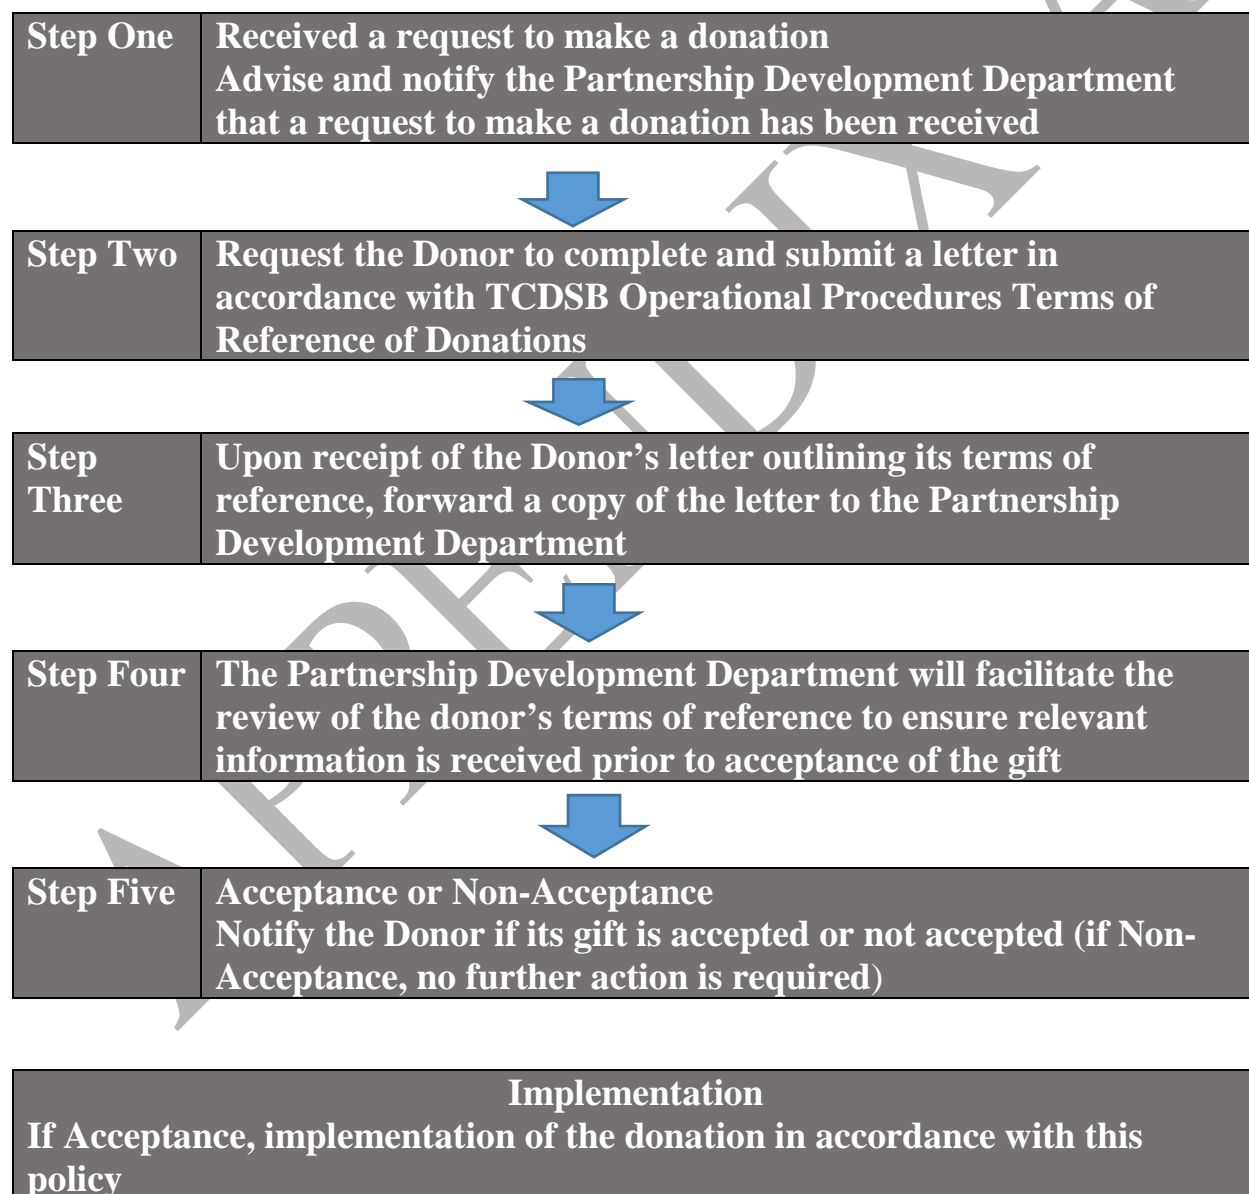 Step One Received a request to make a donation
Advise and notify the Partnership Development Department
that a request to make a donation has been received
Step Two Request the Donor to complete and submit a letter in
accordance with TCDSB Operational Procedures Terms of
Reference of Donations
Step Upon receipt of the Donor’s letter outlining its terms of
Three reference, forward a copy of the letter to the Partnership
Development Department
Step Four The Partnership Development Department will facilitate the
review of the donor’s terms of reference to ensure relevant
information is received prior to acceptance of the gift
Step Five Acceptance or Non-Acceptance
Notify the Donor if its gift is accepted or not accepted (if Non-
Acceptance, no further action is required)
Implementation
If Acceptance, implementation of the donation in accordance with this
policy
APPENDIX A